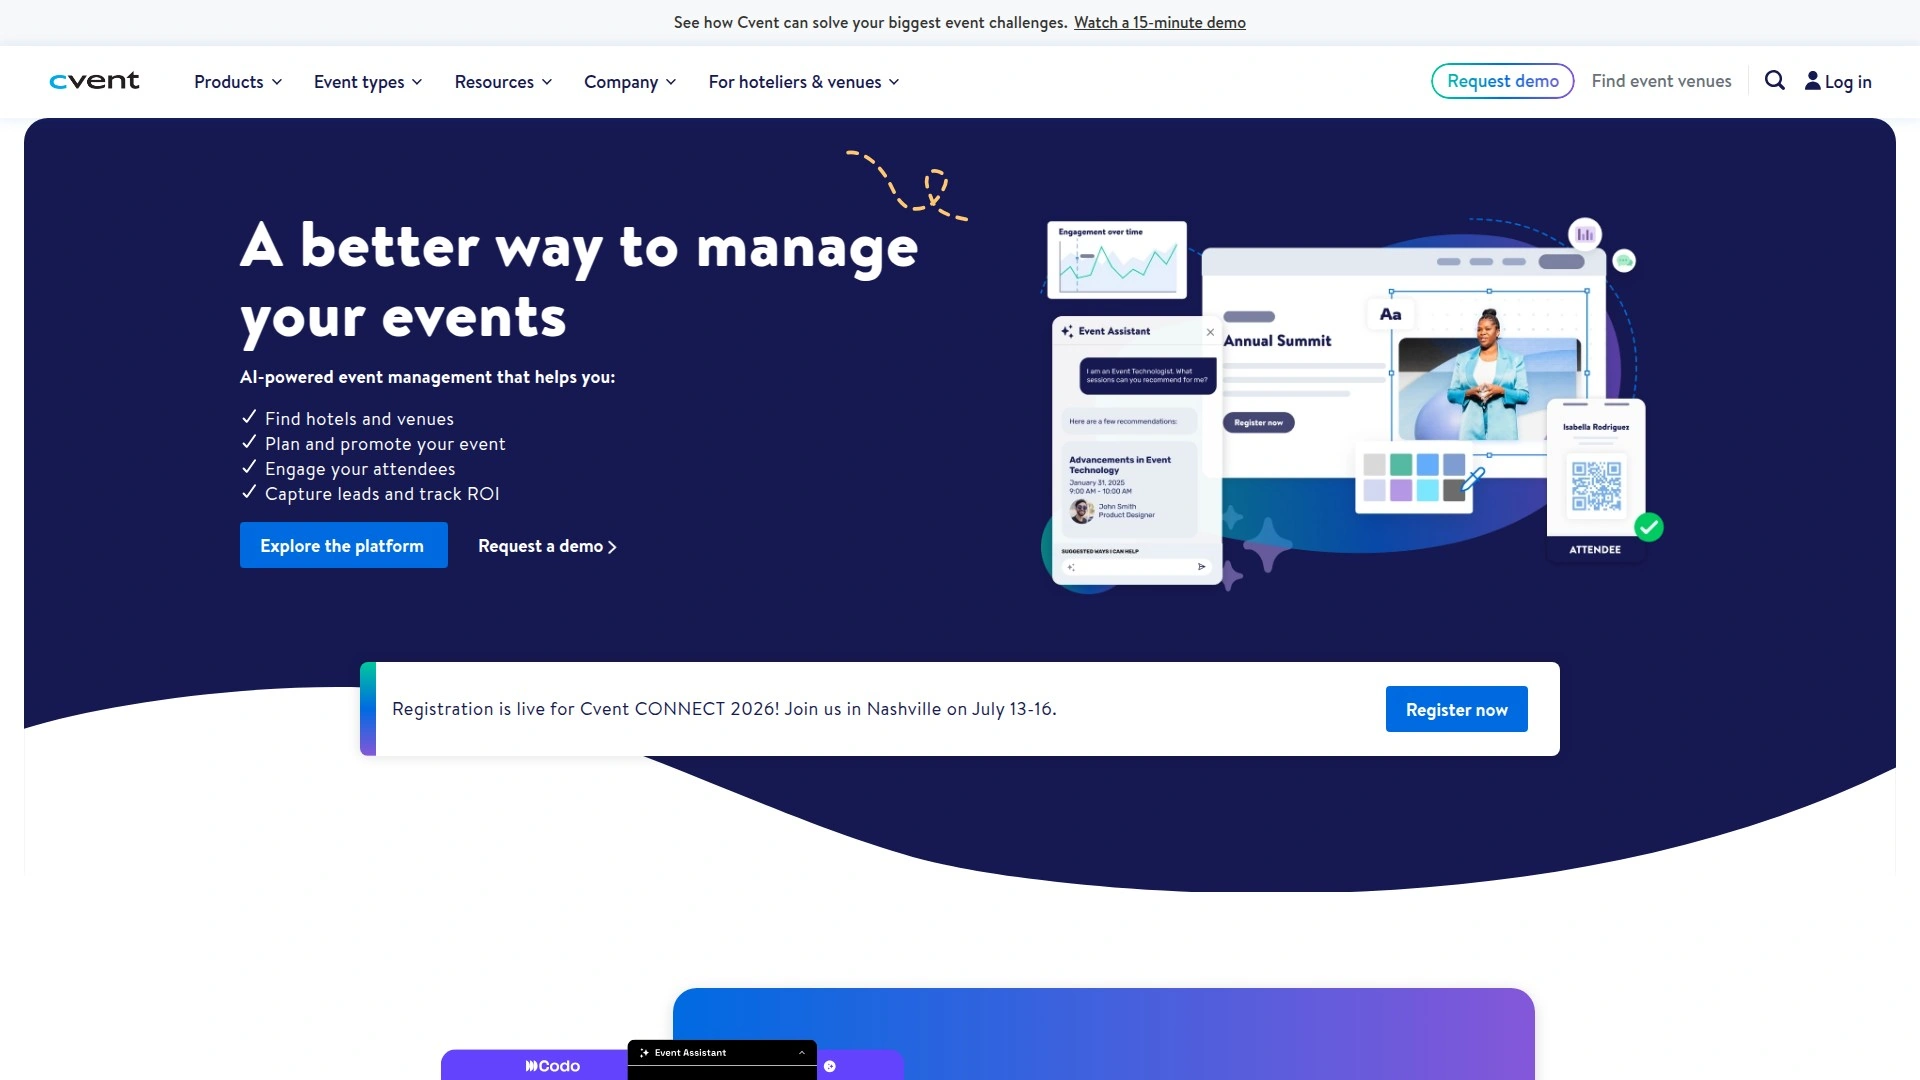 See how Cvent can solve your biggest event challenges. Watch a 15-minute demo
cvent
Products
Event types
Resources
Company
For hoteliers & venues
Request demo
Find event venues
Log in
A better way to manage
your events
AI-powered event management that helps you:
Find hotels and venues
Plan and promote your event
Engage your attendees
Capture leads and track ROI
Explore the platform
Request a demo
Engagement over time
Event Assistant
I am an Event Technologist. What
sessions can you recommend for me?
Here are a few recommendations:
Advancements in Event
Technology
January 31, 2025
9:00 AM - 10:00 AM
John Smith
Product Designer
SUGGESTED WAYS I CAN HELP
Annual Summit
Register now
Aa
Isabella Rodriguez
ATTENDEE
Registration is live for Cvent CONNECT 2026! Join us in Nashville on July 13-16.
Register now
Codo
Event Assistant